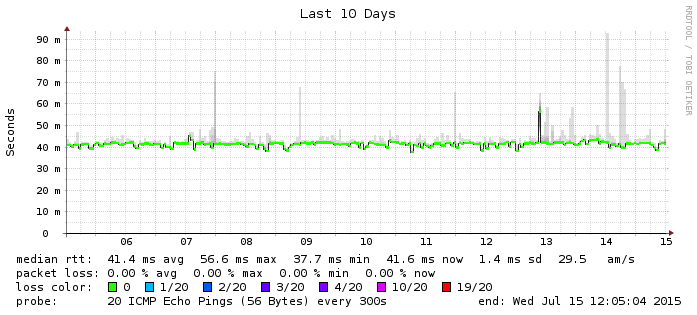 Last 10 Days
RRDTOOL / TOBI OETIKER
Seconds
90 m
80 m
70 m
60 m
50 m
40 m
30 m
20 m
10 m
0
06 07 08 09 10 11 12 13 14 15
median rtt: 41.4 ms avg 56.6 ms max 37.7 ms min 41.6 ms now 1.4 ms sd 29.5 am/s
packet loss: 0.00 % avg 0.00 % max 0.00 % min 0.00 % now
loss color: 0 1/20 2/20 3/20 4/20 10/20 19/20
probe: 20 ICMP Echo Pings (56 Bytes) every 300s end: Wed Jul 15 12:05:04 2015